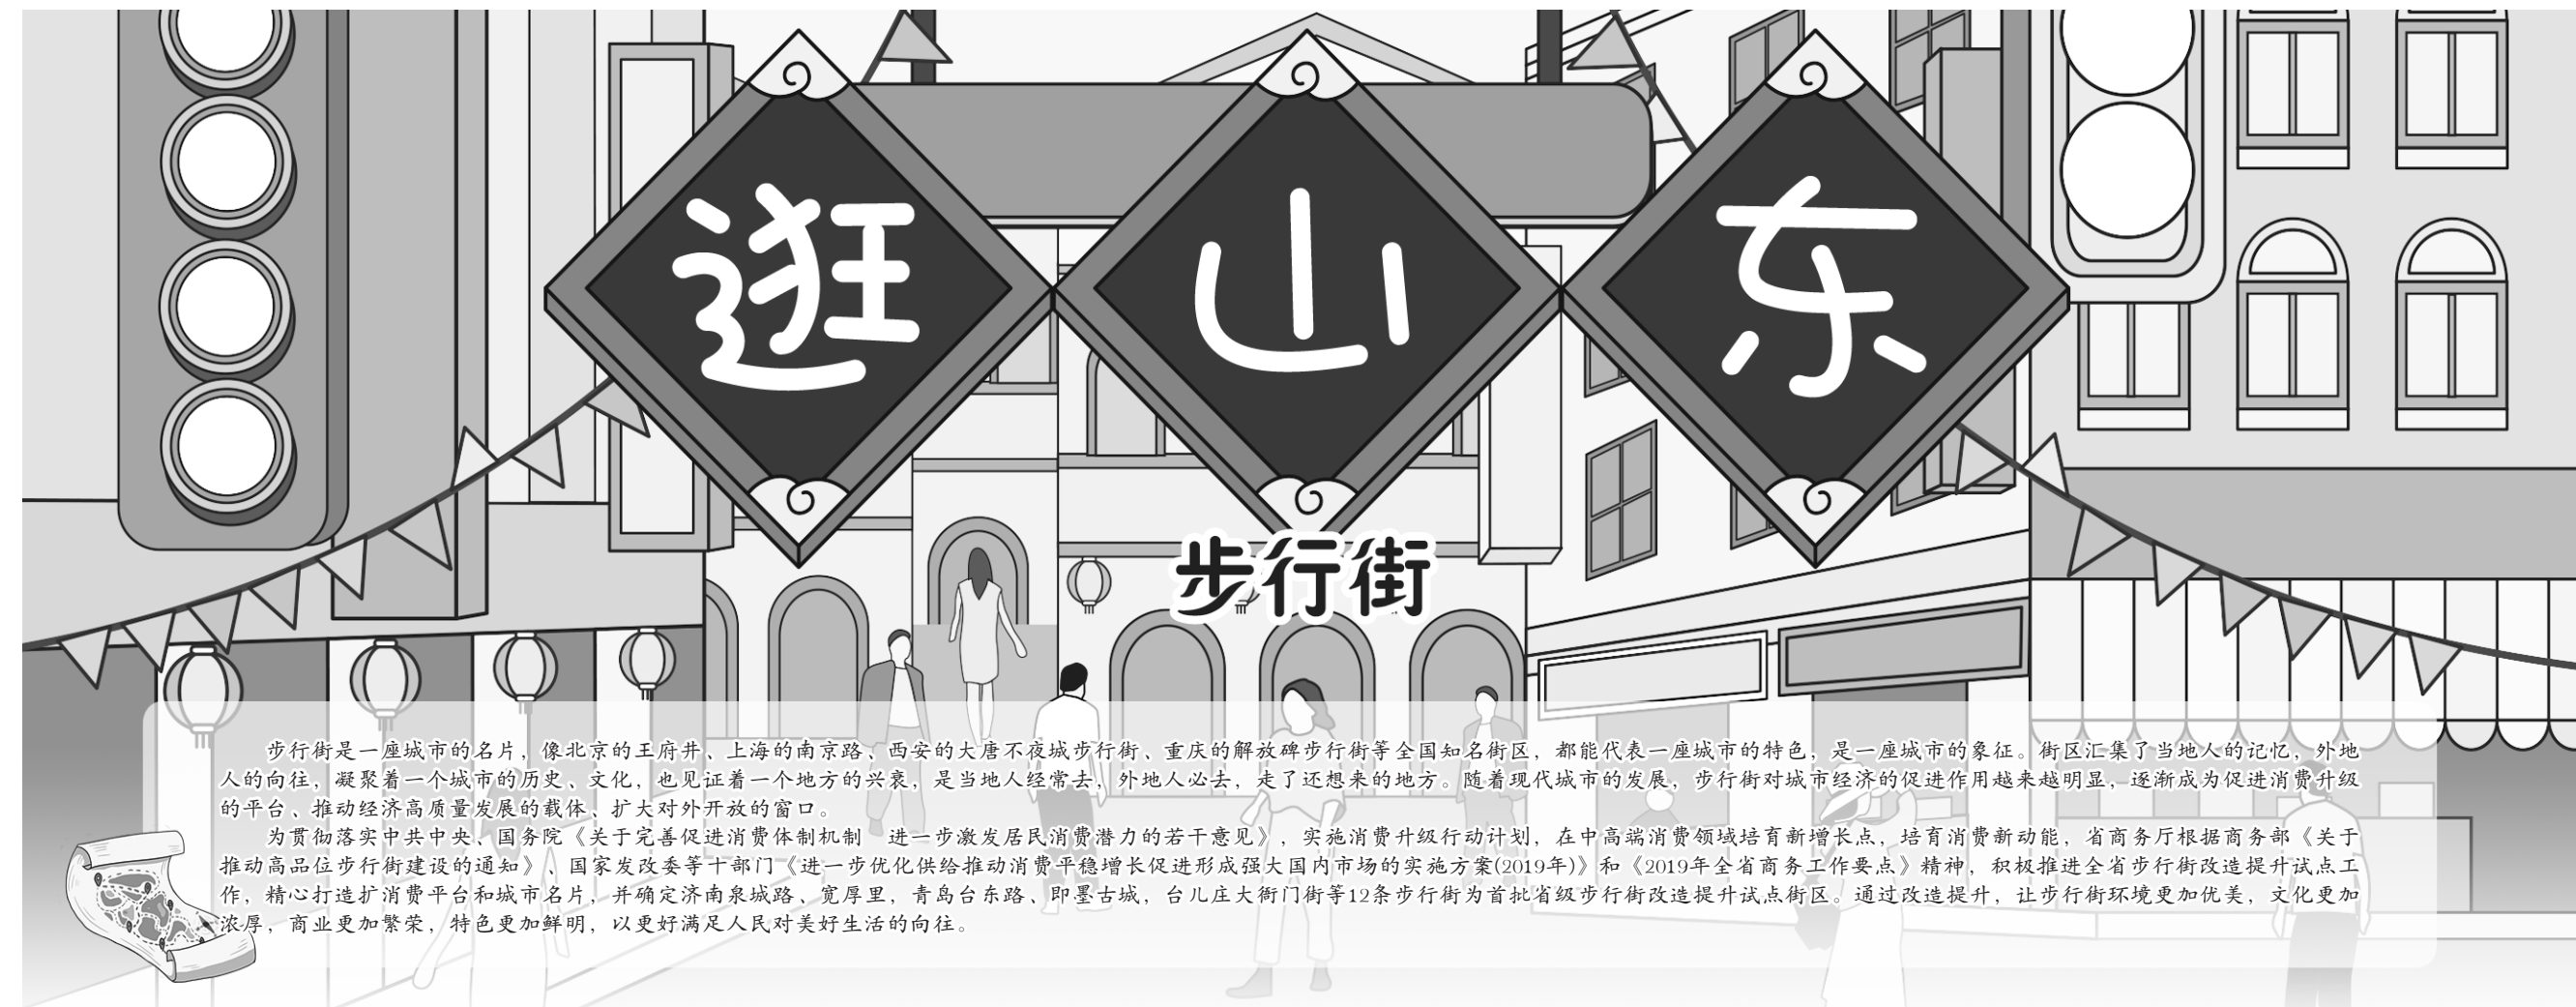 逛山东
步行街
步行街是一座城市的名片，像北京的王府井、上海的南京路、西安的大唐不夜城步行街、重庆的解放碑步行街等全国知名街区，都能代表一座城市的特色，是一座城市的象征。街区汇集了当地人的记忆，外地
人的向往，凝聚着一个城市的历史、文化，也见证着一个地方的兴衰，是当地人经常去，外地人必去，走了还想来的地方。随着现代城市的发展，步行街对城市经济的促进作用越来越明显，逐渐成为促进消费升级
的平台、推动经济高质量发展的载体、扩大对外开放的窗口。
为贯彻落实中共中央、国务院《关于完善促进消费体制机制　进一步激发居民消费潜力的若干意见》，实施消费升级行动计划，在中高端消费领域培育新增长点，培育消费新动能，省商务厅根据商务部《关于
推动高品位步行街建设的通知》、国家发改委等十部门《进一步优化供给推动消费平稳增长促进形成强大国内市场的实施方案(2019年)》和《2019年全省商务工作要点》精神，积极推进全省步行街改造提升试点工
作，精心打造扩消费平台和城市名片，并确定济南泉城路、宽厚里，青岛台东路、即墨古城，台儿庄大衙门街等12条步行街为首批省级步行街改造提升试点街区。通过改造提升，让步行街环境更加优美，文化更加
浓厚，商业更加繁荣，特色更加鲜明，以更好满足人民对美好生活的向往。